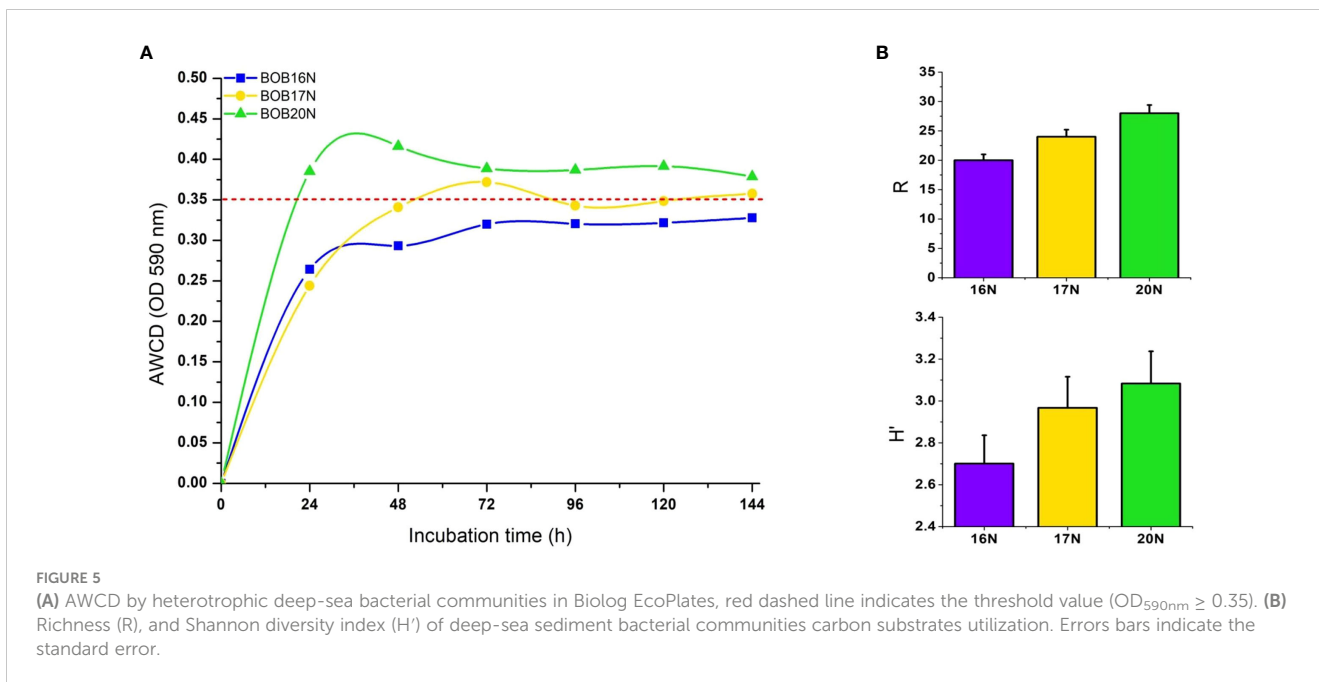 A
0.50
0.45
0.40
0.35
0.30
0.25
0.20
0.15
0.10
0.05
0.00
AWCD (OD 590 nm)
BOB16N
BOB17N
BOB20N
0 24 48 72 96 120 144
Incubation time (h)
B
35
30
25
20
15
10
5
0
R
16N 17N 20N
3.4
3.2
3.0
2.8
2.6
2.4
H'
16N 17N 20N
FIGURE 5
(A) AWCD by heterotrophic deep-sea bacterial communities in Biolog EcoPlates, red dashed line indicates the threshold value (OD590nm ≥ 0.35). (B)
Richness (R), and Shannon diversity index (H′) of deep-sea sediment bacterial communities carbon substrates utilization. Errors bars indicate the
standard error.